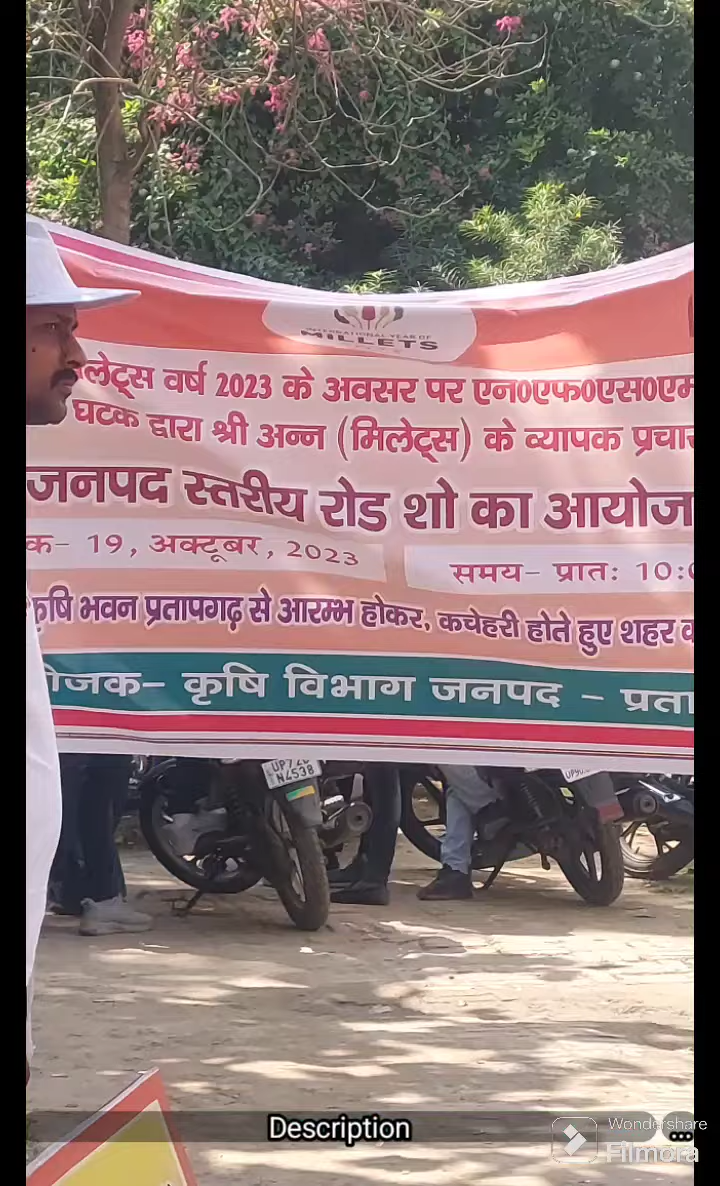 INTERNATIONAL YEAR OF
MILLETS
लेट्स वर्ष 2023 के अवसर पर एन0एफ0एस0एम
घटक द्वारा श्री अन्न (मिलेट्स) के व्यापक प्रचार
जनपद स्तरीय रोड शो का आयोज
क- 19, अक्टूबर, 2023
समय- प्रात: 10:0
कृषि भवन प्रतापगढ़ से आरम्भ होकर, कचेहरी होते हुए शहर
ोजक- कृषि विभाग जनपद - प्रता
N4538
Description
Wondershare
Filmora